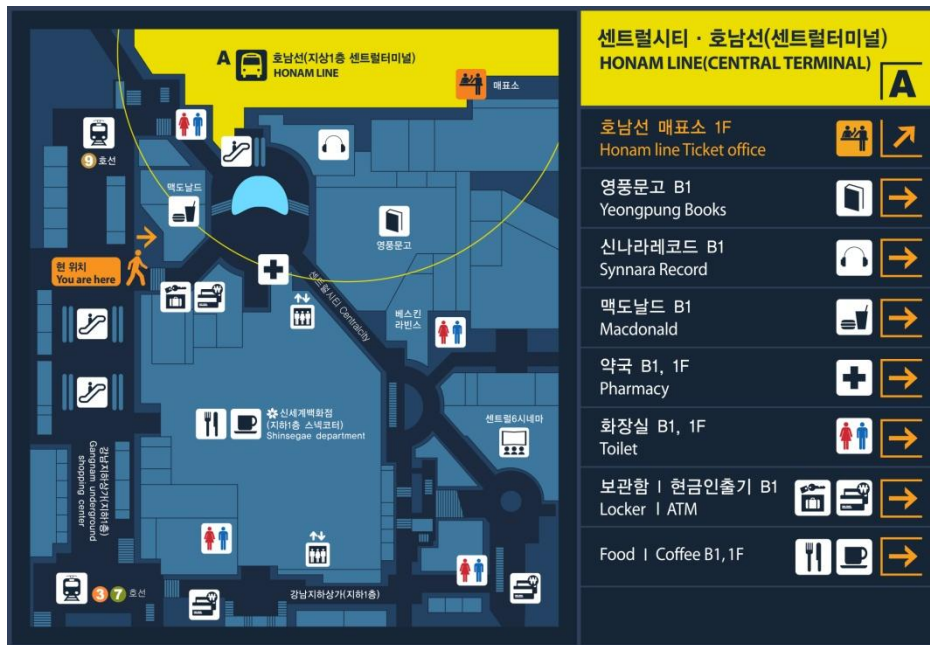 A 호남선(지상1층 센트럴터미널)
HONAM LINE
매표소
9 호선
맥도날드
영풍문고
현 위치
You are here
센트럴시티 Centralcity
베스킨
라빈스
신세계백화점
(지하1층 스넥코터)
Shinsegae department
센트럴6시네마
강남지하상가(지하1층)
Gangnam underground
shopping center
3 7 호선
강남지하상가(지하1층)
센트럴시티 · 호남선(센트럴터미널)
HONAM LINE(CENTRAL TERMINAL)
A
호남선 매표소 1F
Honam line Ticket office
영풍문고 B1
Yeongpung Books
신나라레코드 B1
Synnara Record
맥도날드 B1
Macdonald
약국 B1, 1F
Pharmacy
화장실 B1, 1F
Toilet
보관함 I 현금인출기 B1
Locker I ATM
Food I Coffee B1, 1F